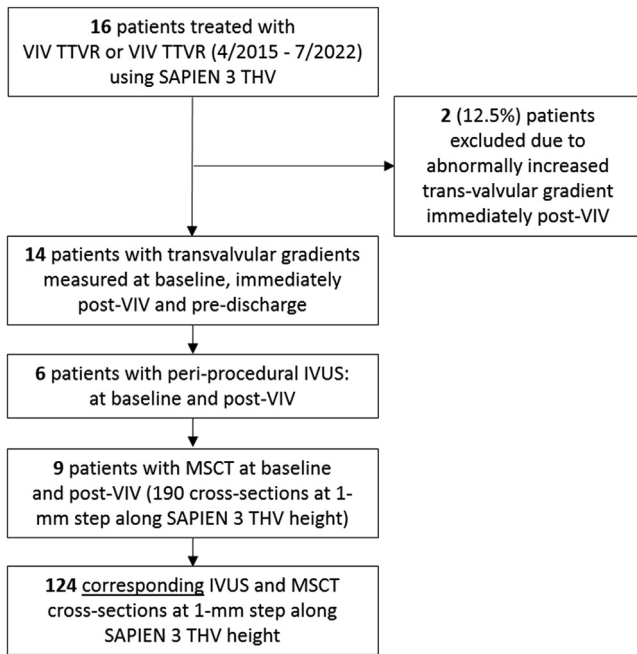 16 patients treated with
VIV TTVR or VIV TTVR (4/2015 - 7/2022)
using SAPIEN 3 THV
2 (12.5%) patients
excluded due to
abnormally increased
trans-valvular gradient
immediately post-VIV
14 patients with transvalvular gradients
measured at baseline, immediately
post-VIV and pre-discharge
6 patients with peri-procedural IVUS:
at baseline and post-VIV
9 patients with MSCT at baseline
and post-VIV (190 cross-sections at 1-
mm step along SAPIEN 3 THV height)
124 corresponding IVUS and MSCT
cross-sections at 1-mm step along
SAPIEN 3 THV height